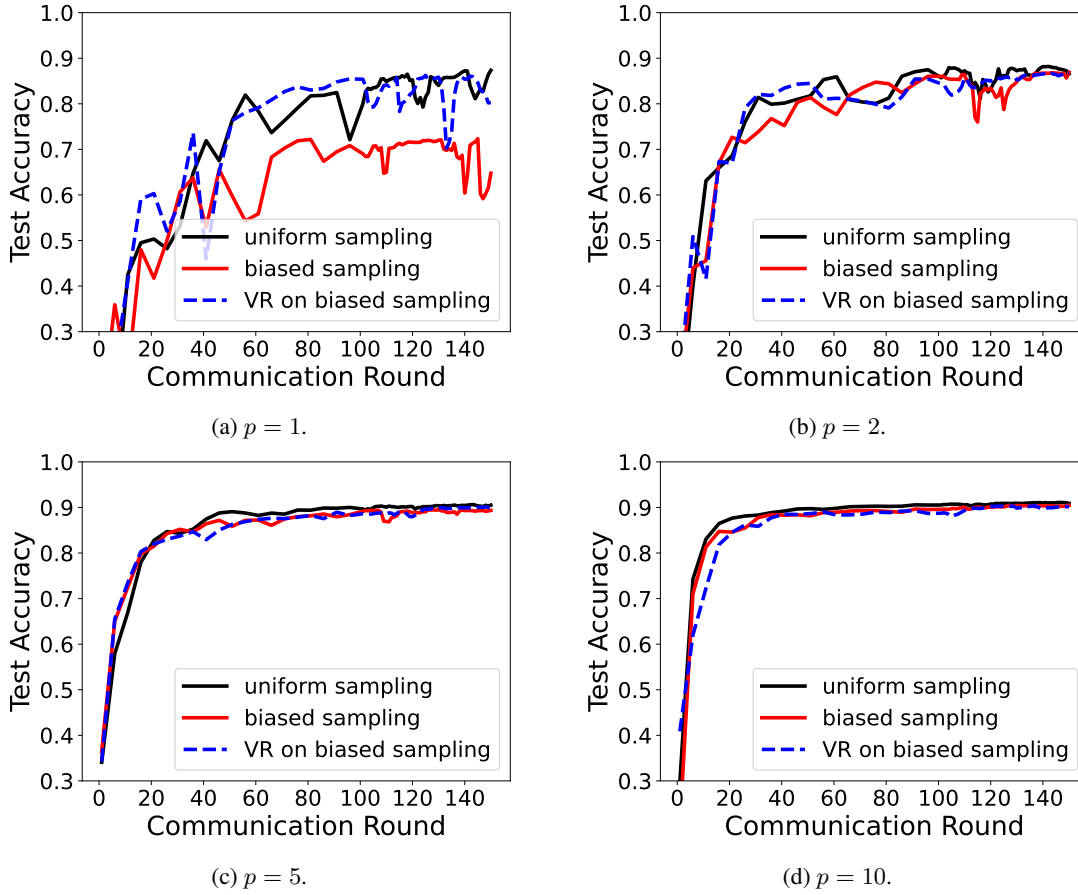 1.0
0.9
0.8
0.7
0.6
0.5
0.4
0.3
Test Accuracy
uniform sampling
biased sampling
VR on biased sampling
0 20 40 60 80 100 120 140
Communication Round
(a) p = 1.
1.0
0.9
0.8
0.7
0.6
0.5
0.4
0.3
Test Accuracy
uniform sampling
biased sampling
VR on biased sampling
0 20 40 60 80 100 120 140
Communication Round
(b) p = 2.
1.0
0.9
0.8
0.7
0.6
0.5
0.4
0.3
Test Accuracy
uniform sampling
biased sampling
VR on biased sampling
0 20 40 60 80 100 120 140
Communication Round
(c) p = 5.
1.0
0.9
0.8
0.7
0.6
0.5
0.4
0.3
Test Accuracy
uniform sampling
biased sampling
VR on biased sampling
0 20 40 60 80 100 120 140
Communication Round
(d) p = 10.